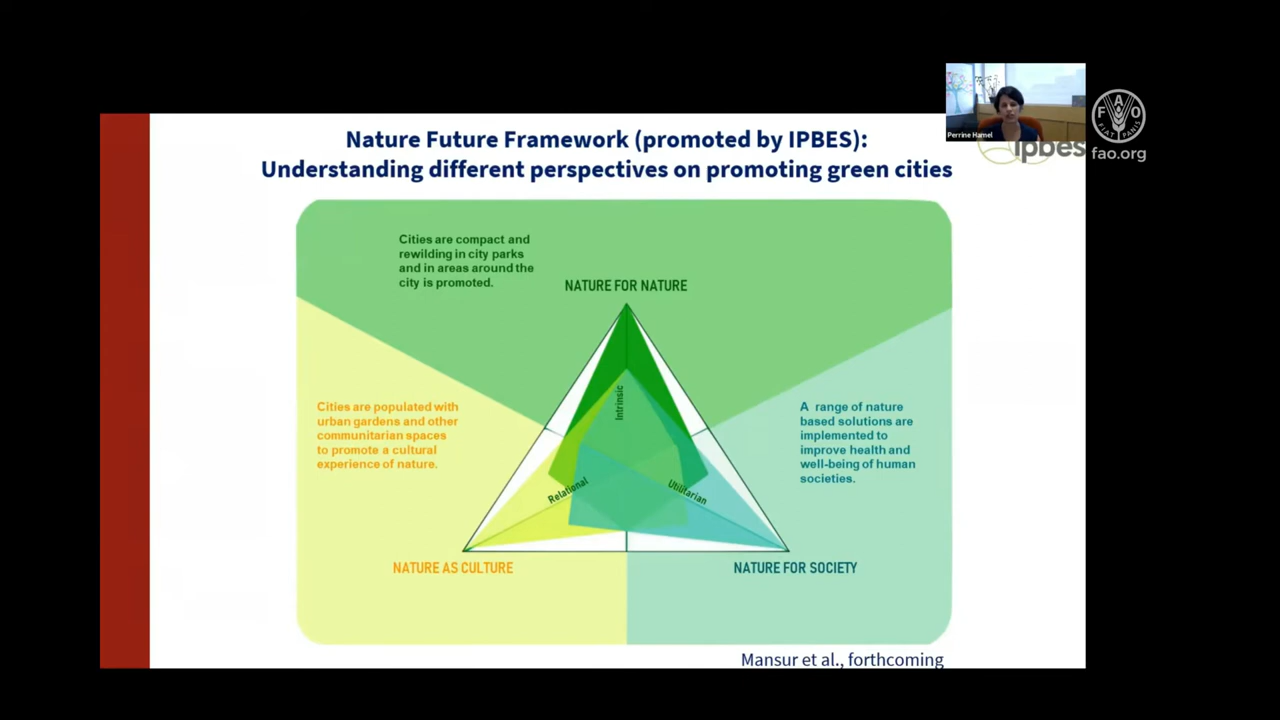 Nature Future Framework (promoted by IPBES):
Understanding different perspectives on promoting green cities
Perrine Hamel
ipbes
FAO
FIAT PANIS
fao.org
Cities are compact and
rewilding in city parks
and in areas around the
city is promoted.
NATURE FOR NATURE
Intrinsic
Cities are populated with
urban gardens and other
communitarian spaces
to promote a cultural
experience of nature.
A range of nature
based solutions are
implemented to
improve health and
well-being of human
societies.
Relational
Utilitarian
NATURE AS CULTURE
NATURE FOR SOCIETY
Mansur et al., forthcoming